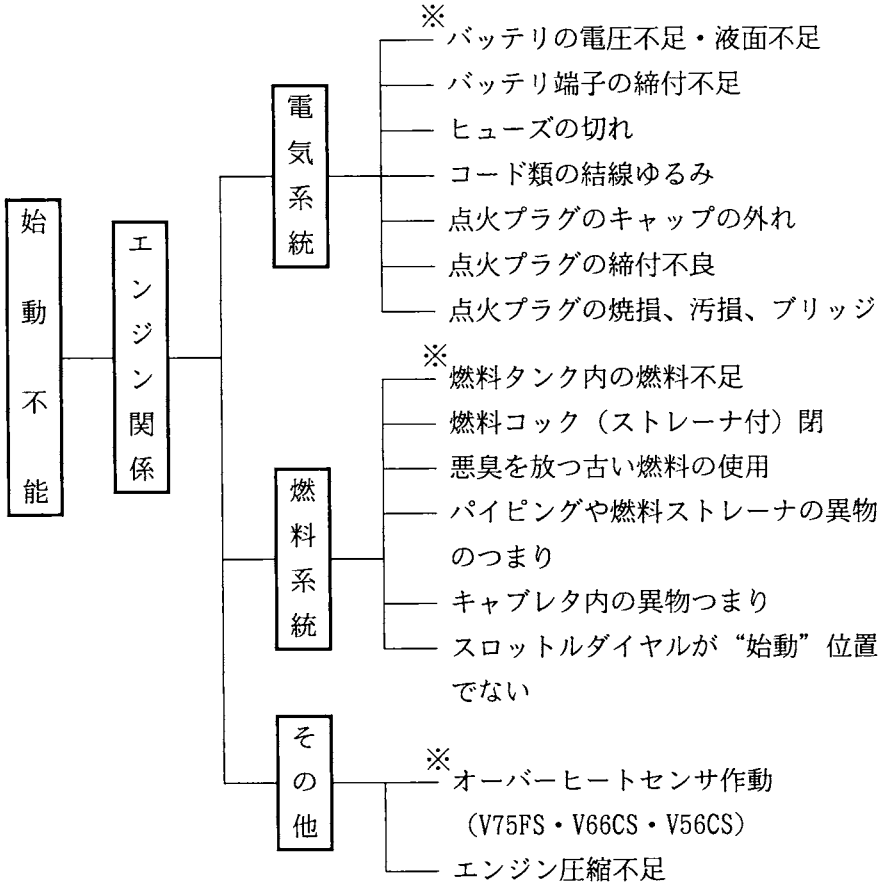 始動不能
エンジン関係
電気系統
※
バッテリの電圧不足・液面不足
バッテリ端子の締付不足
ヒューズの切れ
コード類の結線ゆるみ
点火プラグのキャップの外れ
点火プラグの締付不良
点火プラグの焼損、汚損、ブリッジ
燃料系統
※
燃料タンク内の燃料不足
燃料コック（ストレーナ付）閉
悪臭を放つ古い燃料の使用
パイピングや燃料ストレーナの異物
のつまり
キャブレタ内の異物つまり
スロットルダイヤルが“始動”位置
でない
その他
※
オーバーヒートセンサ作動
（V75FS・V66CS・V56CS）
エンジン圧縮不足